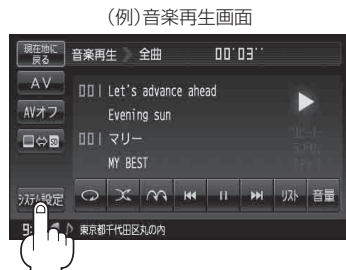 (例)音楽再生画面
現在地に
戻る
音楽再生 全曲 00'03''
AV
001 Let's advance ahead
AVオフ
Evening sun
001 マリー
MY BEST
システム設定
リスト 音量
9:
東京都千代田区丸の内